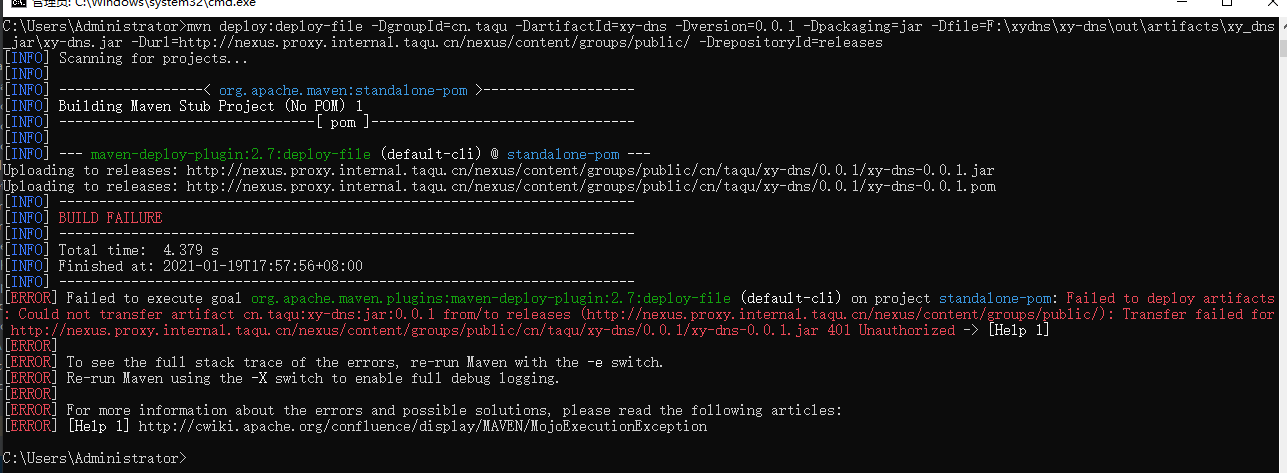 管理员: C:\Windows\system32\cmd.exe
C:\Users\Administrator>mvn deploy:deploy-file -DgroupId=cn.taqu -DartifactId=xy-dns -Dversion=0.0.1 -Dpackaging=jar -Dfile=F:\xydns\xy-dns\out\artifacts\xy_dns
_jar\xy-dns.jar -Durl=http://nexus.proxy.internal.taqu.cn/nexus/content/groups/public/ -DrepositoryId=releases
[INFO] Scanning for projects...
[INFO]
[INFO] ------------------< org.apache.maven:standalone-pom >-------------------
[INFO] Building Maven Stub Project (No POM) 1
[INFO] --------------------------------[ pom ]---------------------------------
[INFO]
[INFO] --- maven-deploy-plugin:2.7:deploy-file (default-cli) @ standalone-pom ---
Uploading to releases: http://nexus.proxy.internal.taqu.cn/nexus/content/groups/public/cn/taqu/xy-dns/0.0.1/xy-dns-0.0.1.jar
Uploading to releases: http://nexus.proxy.internal.taqu.cn/nexus/content/groups/public/cn/taqu/xy-dns/0.0.1/xy-dns-0.0.1.pom
[INFO] ------------------------------------------------------------------------
[INFO] BUILD FAILURE
[INFO] ------------------------------------------------------------------------
[INFO] Total time:  4.379 s
[INFO] Finished at: 2021-01-19T17:57:56+08:00
[INFO] ------------------------------------------------------------------------
[ERROR] Failed to execute goal org.apache.maven.plugins:maven-deploy-plugin:2.7:deploy-file (default-cli) on project standalone-pom: Failed to deploy artifacts
: Could not transfer artifact cn.taqu:xy-dns:jar:0.0.1 from/to releases (http://nexus.proxy.internal.taqu.cn/nexus/content/groups/public/): Transfer failed for
 http://nexus.proxy.internal.taqu.cn/nexus/content/groups/public/cn/taqu/xy-dns/0.0.1/xy-dns-0.0.1.jar 401 Unauthorized -> [Help 1]
[ERROR]
[ERROR] To see the full stack trace of the errors, re-run Maven with the -e switch.
[ERROR] Re-run Maven using the -X switch to enable full debug logging.
[ERROR]
[ERROR] For more information about the errors and possible solutions, please read the following articles:
[ERROR] [Help 1] http://cwiki.apache.org/confluence/display/MAVEN/MojoExecutionException
C:\Users\Administrator>